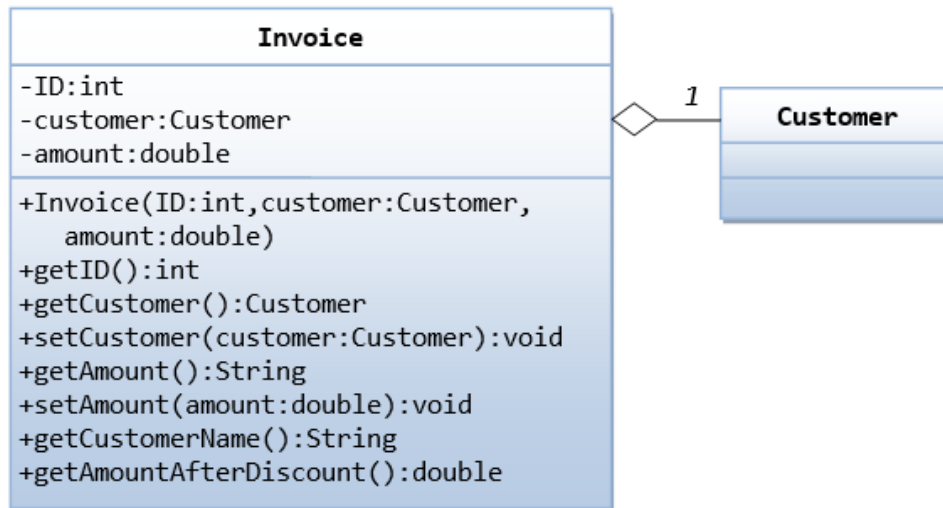 Invoice
-ID:int
-customer:Customer
-amount:double
+Invoice(ID:int,customer:Customer,
amount:double)
+getID():int
+getCustomer():Customer
+setCustomer(customer:Customer):void
+getAmount():String
+setAmount(amount:double):void
+getCustomerName():String
+getAmountAfterDiscount():double
1
Customer